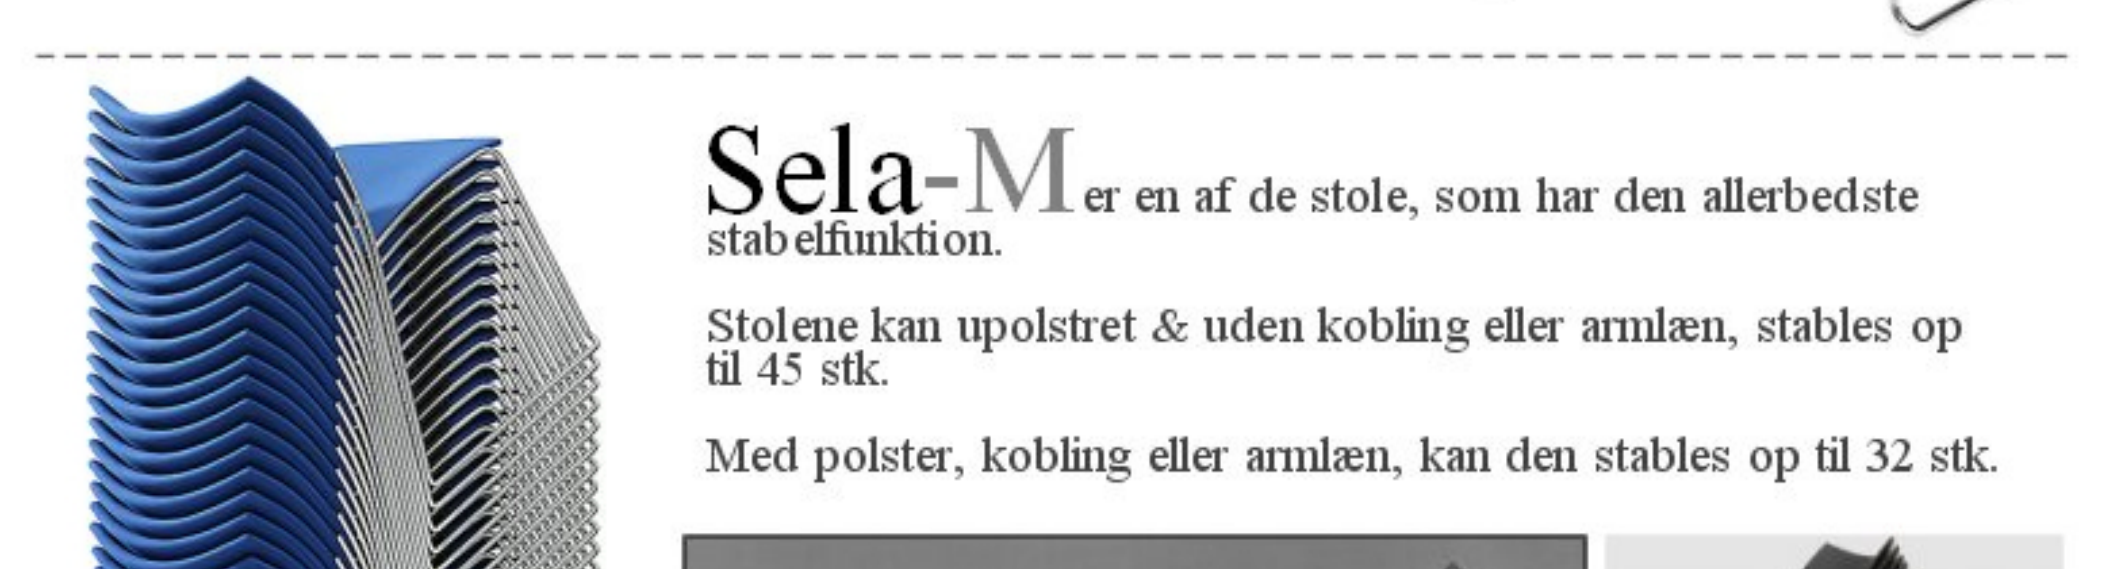 Sela-M er en af de stole, som har den allerbedste
stabelfunktion.
Stolene kan upolstret & uden kobling eller armlæn, stables op
til 45 stk.
Med polster, kobling eller armlæn, kan den stables op til 32 stk.